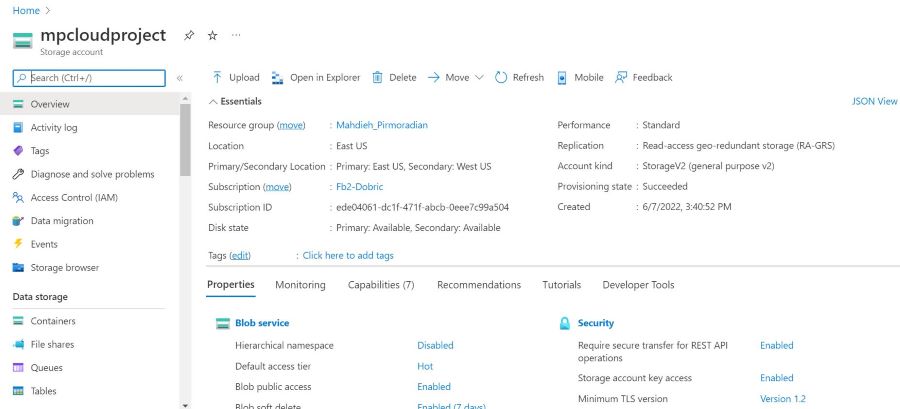 Home
mpcloudproject
Storage account
Search (Ctrl+/)
Overview
Activity log
Tags
Diagnose and solve problems
Access Control (IAM)
Data migration
Events
Storage browser
Data storage
Containers
File shares
Queues
Tables
Upload Open in Explorer Delete Move Refresh Mobile Feedback
Essentials
JSON View
Resource group (move) : Mahdieh_Pirmoradian
Location : East US
Primary/Secondary Location : Primary: East US, Secondary: West US
Subscription (move) : Fb2-Dobric
Subscription ID : ede04061-dc1f-471f-abcb-0eee7c99a504
Disk state : Primary: Available, Secondary: Available
Performance : Standard
Replication : Read-access geo-redundant storage (RA-GRS)
Account kind : StorageV2 (general purpose v2)
Provisioning state : Succeeded
Created : 6/7/2022, 3:40:52 PM
Tags (edit) : Click here to add tags
Properties Monitoring Capabilities (7) Recommendations Tutorials Developer Tools
Blob service
Hierarchical namespace Disabled
Default access tier Hot
Blob public access Enabled
Blob soft delete Enabled (7 days)
Security
Require secure transfer for REST API Enabled
operations
Storage account key access Enabled
Minimum TLS version Version 1.2